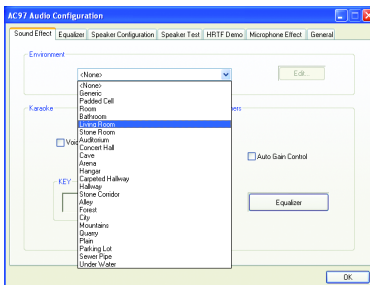 AC97 Audio Configuration
Sound Effect Equalizer Speaker Configuration Speaker Test HRTF Demo Microphone Effect General
Environment
<None>
Edit...
<None>
Generic
Padded Cell
Room
Bathroom
Living Room
Stone Room
Auditorium
Concert Hall
Cave
Arena
Hangar
Carpeted Hallway
Hallway
Stone Corridor
Alley
Forest
City
Mountains
Quarry
Plain
Parking Lot
Sewer Pipe
Under Water
Karaoke
Auto Gain Control
KEY
Equalizer
OK